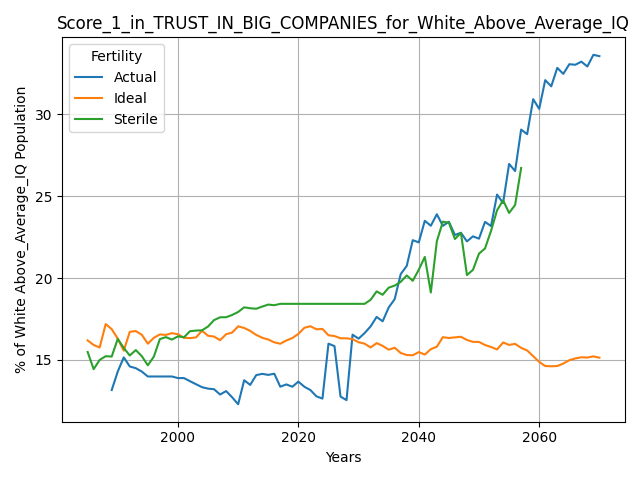 Score_1_in_TRUST_IN_BIG_COMPANIES_for_White_Above_Average_IQ
Fertility
Actual
Ideal
Sterile
% of White Above_Average_IQ Population
30
25
20
15
2000
2020
2040
2060
Years